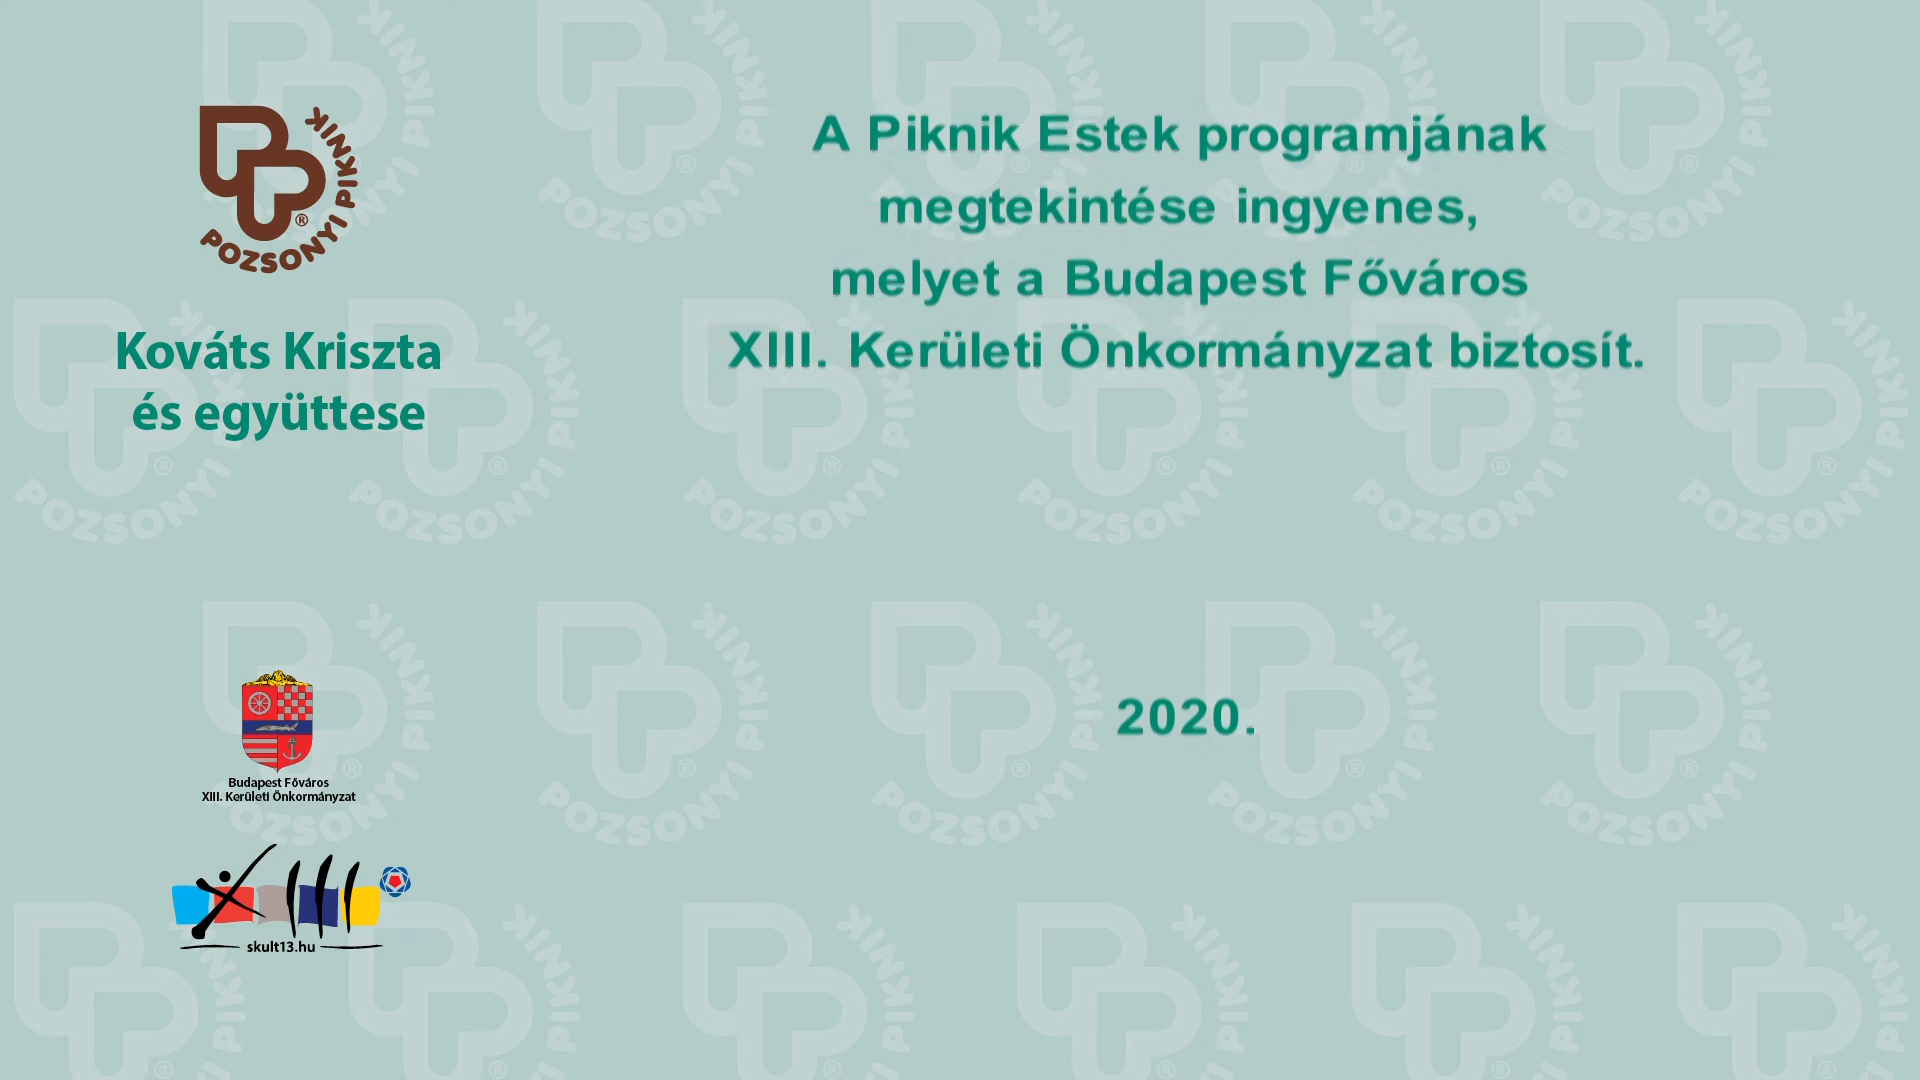 POZSONYI PIKNIK
®
Kováts Kriszta
és együttese
A Piknik Estek programjának
megtekintése ingyenes,
melyet a Budapest Főváros
XIII. Kerületi Önkormányzat biztosít.
2020.
Budapest Főváros
XIII. Kerületi Önkormányzat
XIII
skult13.hu